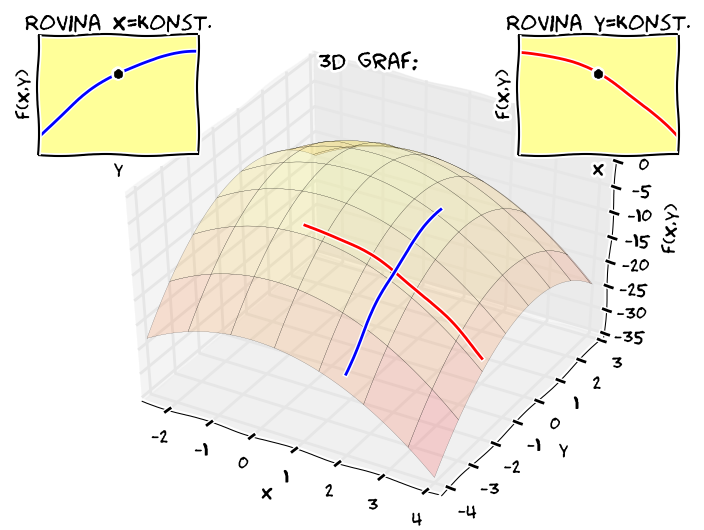 ROVINA X=KONST.
F(X,Y)
Y
3D GRAF:
ROVINA Y=KONST.
F(X,Y)
X
0
-5
-10
-15
-20
-25
-30
-35
F(X,Y)
-2
-1
0
1
2
3
4
X
-4
-3
-2
-1
0
1
2
3
Y